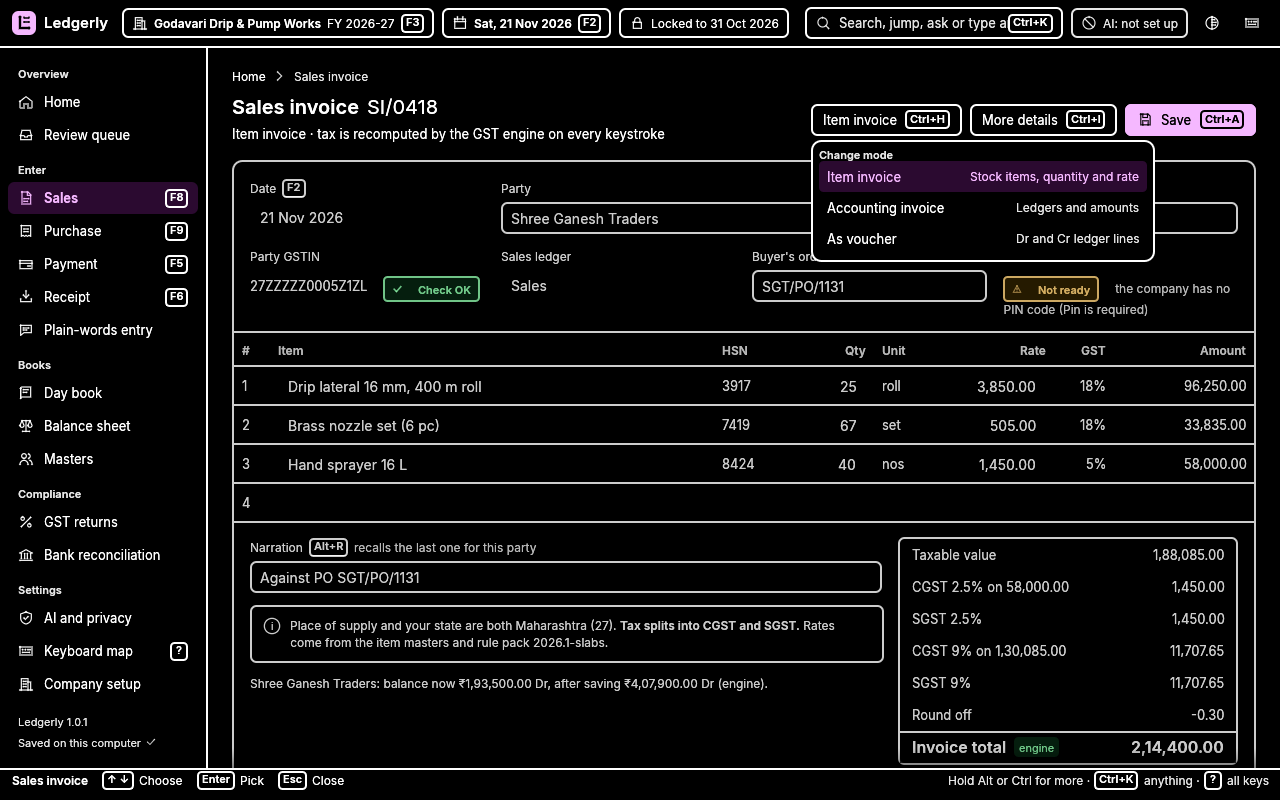 Ledgerly
Godavari Drip & Pump Works FY 2026-27 F3
Sat, 21 Nov 2026 F2
Locked to 31 Oct 2026
Search, jump, ask or type a Ctrl+K
AI: not set up
Overview
Home
Review queue
Enter
Sales F8
Purchase F9
Payment F5
Receipt F6
Plain-words entry
Books
Day book
Balance sheet
Masters
Compliance
GST returns
Bank reconciliation
Settings
AI and privacy
Keyboard map ?
Company setup
Ledgerly 1.0.1
Saved on this computer
Home > Sales invoice
Sales invoice SI/0418
Item invoice · tax is recomputed by the GST engine on every keystroke
Item invoice Ctrl+H
More details Ctrl+I
Save Ctrl+A
Change mode
Item invoice Stock items, quantity and rate
Accounting invoice Ledgers and amounts
As voucher Dr and Cr ledger lines
Date F2
21 Nov 2026
Party
Shree Ganesh Traders
Party GSTIN
27ZZZZZ0005Z1ZL Check OK
Sales ledger
Sales
Buyer's
SGT/PO/1131
Not ready the company has no
PIN code (Pin is required)
# Item HSN Qty Unit Rate GST Amount
1 Drip lateral 16 mm, 400 m roll 3917 25 roll 3,850.00 18% 96,250.00
2 Brass nozzle set (6 pc) 7419 67 set 505.00 18% 33,835.00
3 Hand sprayer 16 L 8424 40 nos 1,450.00 5% 58,000.00
4
Narration Alt+R recalls the last one for this party
Against PO SGT/PO/1131
Place of supply and your state are both Maharashtra (27). Tax splits into CGST and SGST. Rates
come from the item masters and rule pack 2026.1-slabs.
Shree Ganesh Traders: balance now ₹1,93,500.00 Dr, after saving ₹4,07,900.00 Dr (engine).
Taxable value 1,88,085.00
CGST 2.5% on 58,000.00 1,450.00
SGST 2.5% 1,450.00
CGST 9% on 1,30,085.00 11,707.65
SGST 9% 11,707.65
Round off -0.30
Invoice total engine 2,14,400.00
Sales invoice ↑↓ Choose Enter Pick Esc Close
Hold Alt or Ctrl for more · Ctrl+K anything · ? all keys